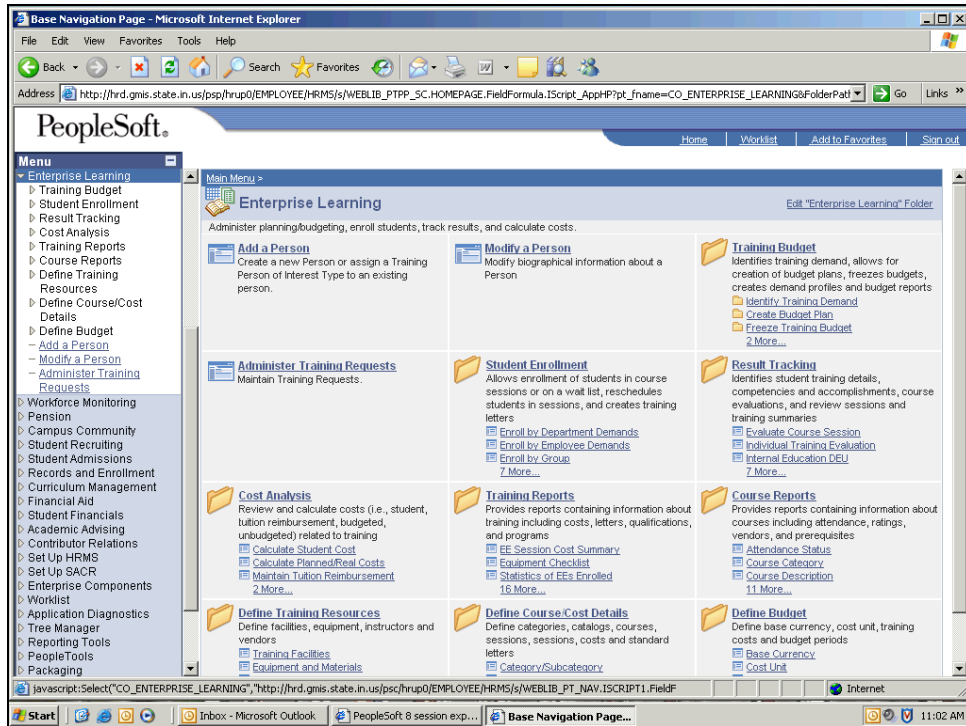 Base Navigation Page - Microsoft Internet Explorer
File Edit View Favorites Tools Help
Back Search Favorites
Address http://hrd.gmis.state.in.us/psp/hrup0/EMPLOYEE/HRMS/s/WEBLIB_PTPP_SC.HOMEPAGE.FieldFormula.IScript_AppHP?pt_fname=CO_ENTERPRISE_LEARNING&FolderPath Go Links »
PeopleSoft®
Home Worklist Add to Favorites Sign out
Menu
Enterprise Learning
Training Budget
Student Enrollment
Result Tracking
Cost Analysis
Training Reports
Course Reports
Define Training
Resources
Define Course/Cost
Details
Define Budget
– Add a Person
– Modify a Person
– Administer Training
Requests
Workforce Monitoring
Pension
Campus Community
Student Recruiting
Student Admissions
Records and Enrollment
Curriculum Management
Financial Aid
Student Financials
Academic Advising
Contributor Relations
Set Up HRMS
Set Up SACR
Enterprise Components
Worklist
Application Diagnostics
Tree Manager
Reporting Tools
PeopleTools
Packaging
Main Menu >
Enterprise Learning
Edit "Enterprise Learning" Folder
Administer planning/budgeting, enroll students, track results, and calculate costs.
Add a Person
Create a new Person or assign a Training
Person of Interest Type to an existing
person.
Modify a Person
Modify biographical information about a
Person
Training Budget
Identifies training demand, allows for
creation of budget plans, freezes budgets,
creates demand profiles and budget reports
Identify Training Demand
Create Budget Plan
Freeze Training Budget
2 More...
Administer Training Requests
Maintain Training Requests.
Student Enrollment
Allows enrollment of students in course
sessions or on a wait list, reschedules
students in sessions, and creates training
letters
Enroll by Department Demands
Enroll by Employee Demands
Enroll by Group
7 More...
Result Tracking
Identifies student training details,
competencies and accomplishments, course
evaluations, and review sessions and
training summaries
Evaluate Course Session
Individual Training Evaluation
Internal Education DEU
7 More...
Cost Analysis
Review and calculate costs (i.e., student,
tuition reimbursement, budgeted,
unbudgeted) related to training
Calculate Student Cost
Calculate Planned/Real Costs
Maintain Tuition Reimbursement
2 More...
Training Reports
Provides reports containing information about
training including costs, letters, qualifications,
and programs
EE Session Cost Summary
Equipment Checklist
Statistics of EEs Enrolled
16 More...
Course Reports
Provides reports containing information about
courses including attendance, ratings,
vendors, and prerequisites
Attendance Status
Course Category
Course Description
11 More...
Define Training Resources
Define facilities, equipment, instructors and
vendors
Training Facilities
Equipment and Materials
Define Course/Cost Details
Define categories, catalogs, courses,
sessions, sessions, costs and standard
letters
Category/Subcategory
Define Budget
Define base currency, cost unit, training
costs and budget periods
Base Currency
Cost Unit
javascript:Select("CO_ENTERPRISE_LEARNING","http://hrd.gmis.state.in.us/psc/hrup0/EMPLOYEE/HRMS/s/WEBLIB_PT_NAV.ISCRIPT1.FieldF Internet
Start Inbox - Microsoft Outlook PeopleSoft 8 session exp... Base Navigation Page... 11:02 AM